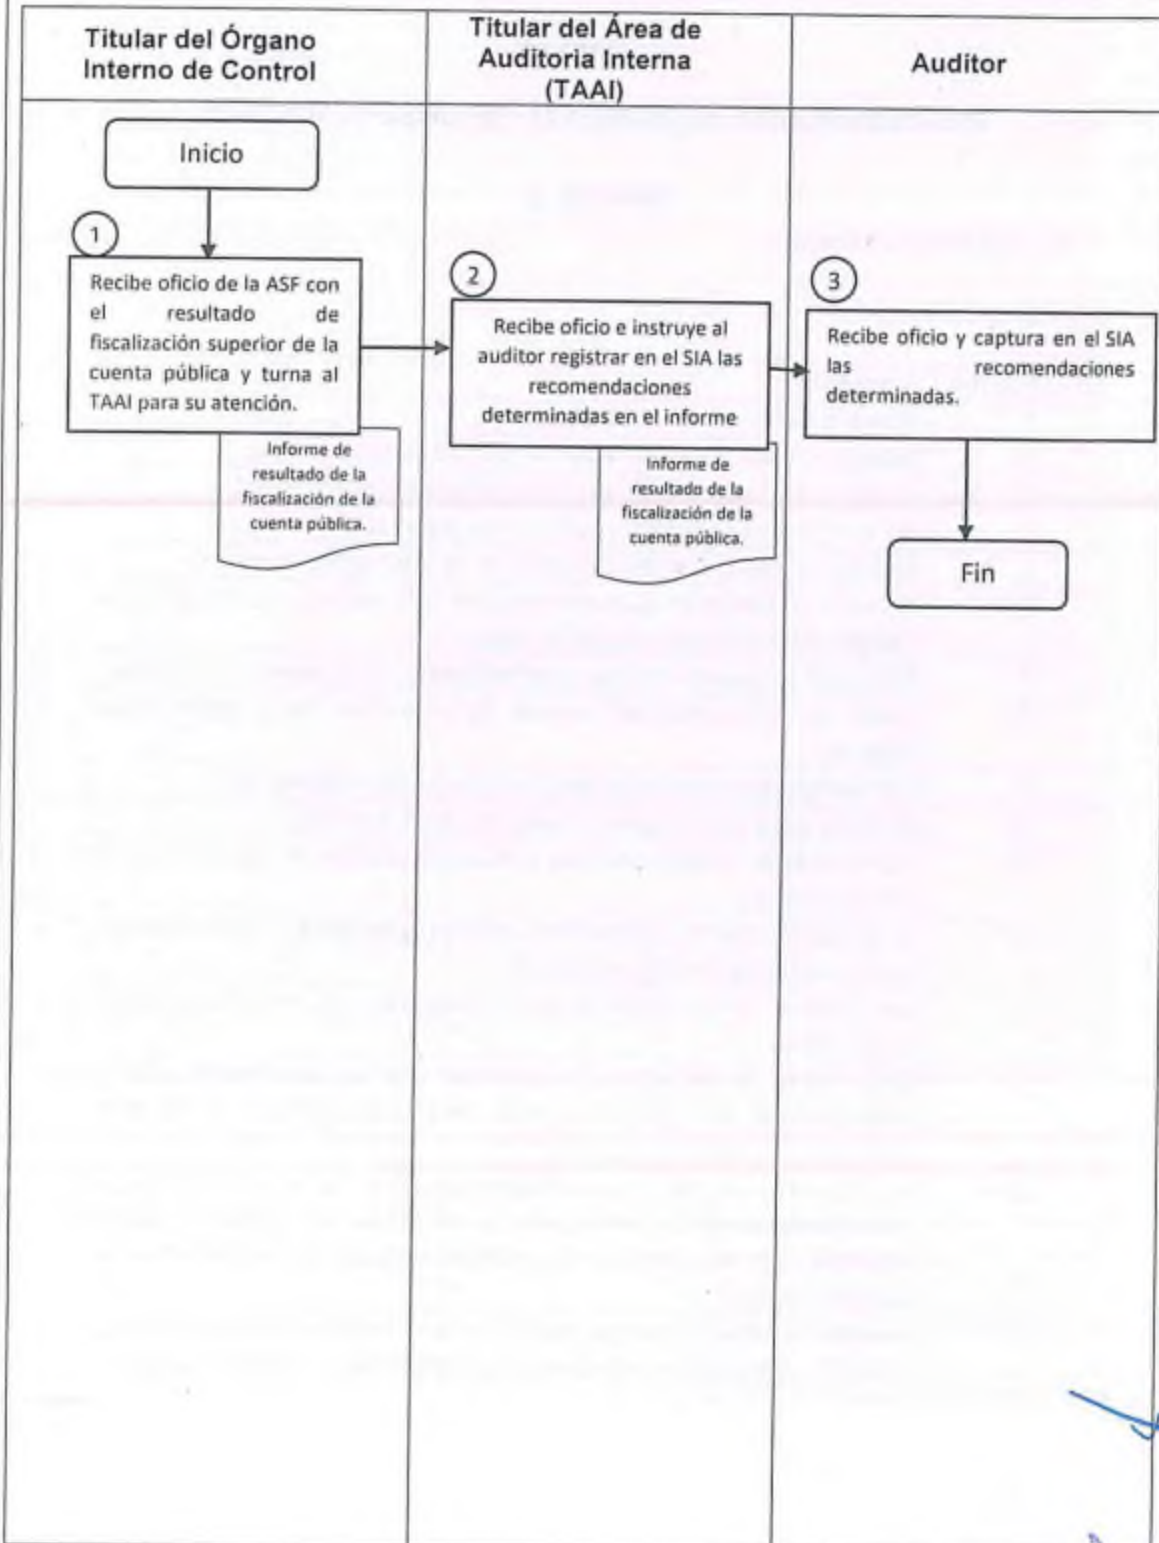 Titular del Órgano
Interno de Control
Titular del Área de
Auditoria Interna
(TAAI)
Auditor
Inicio
1
Recibe oficio de la ASF con
el resultado de
fiscalización superior de la
cuenta pública y turna al
TAAI para su atención.
Informe de
resultado de la
fiscalización de la
cuenta pública.
2
Recibe oficio e instruye al
auditor registrar en el SIA las
recomendaciones
determinadas en el informe
Informe de
resultado de la
fiscalización de la
cuenta pública.
3
Recibe oficio y captura en el SIA
las recomendaciones
determinadas.
Fin